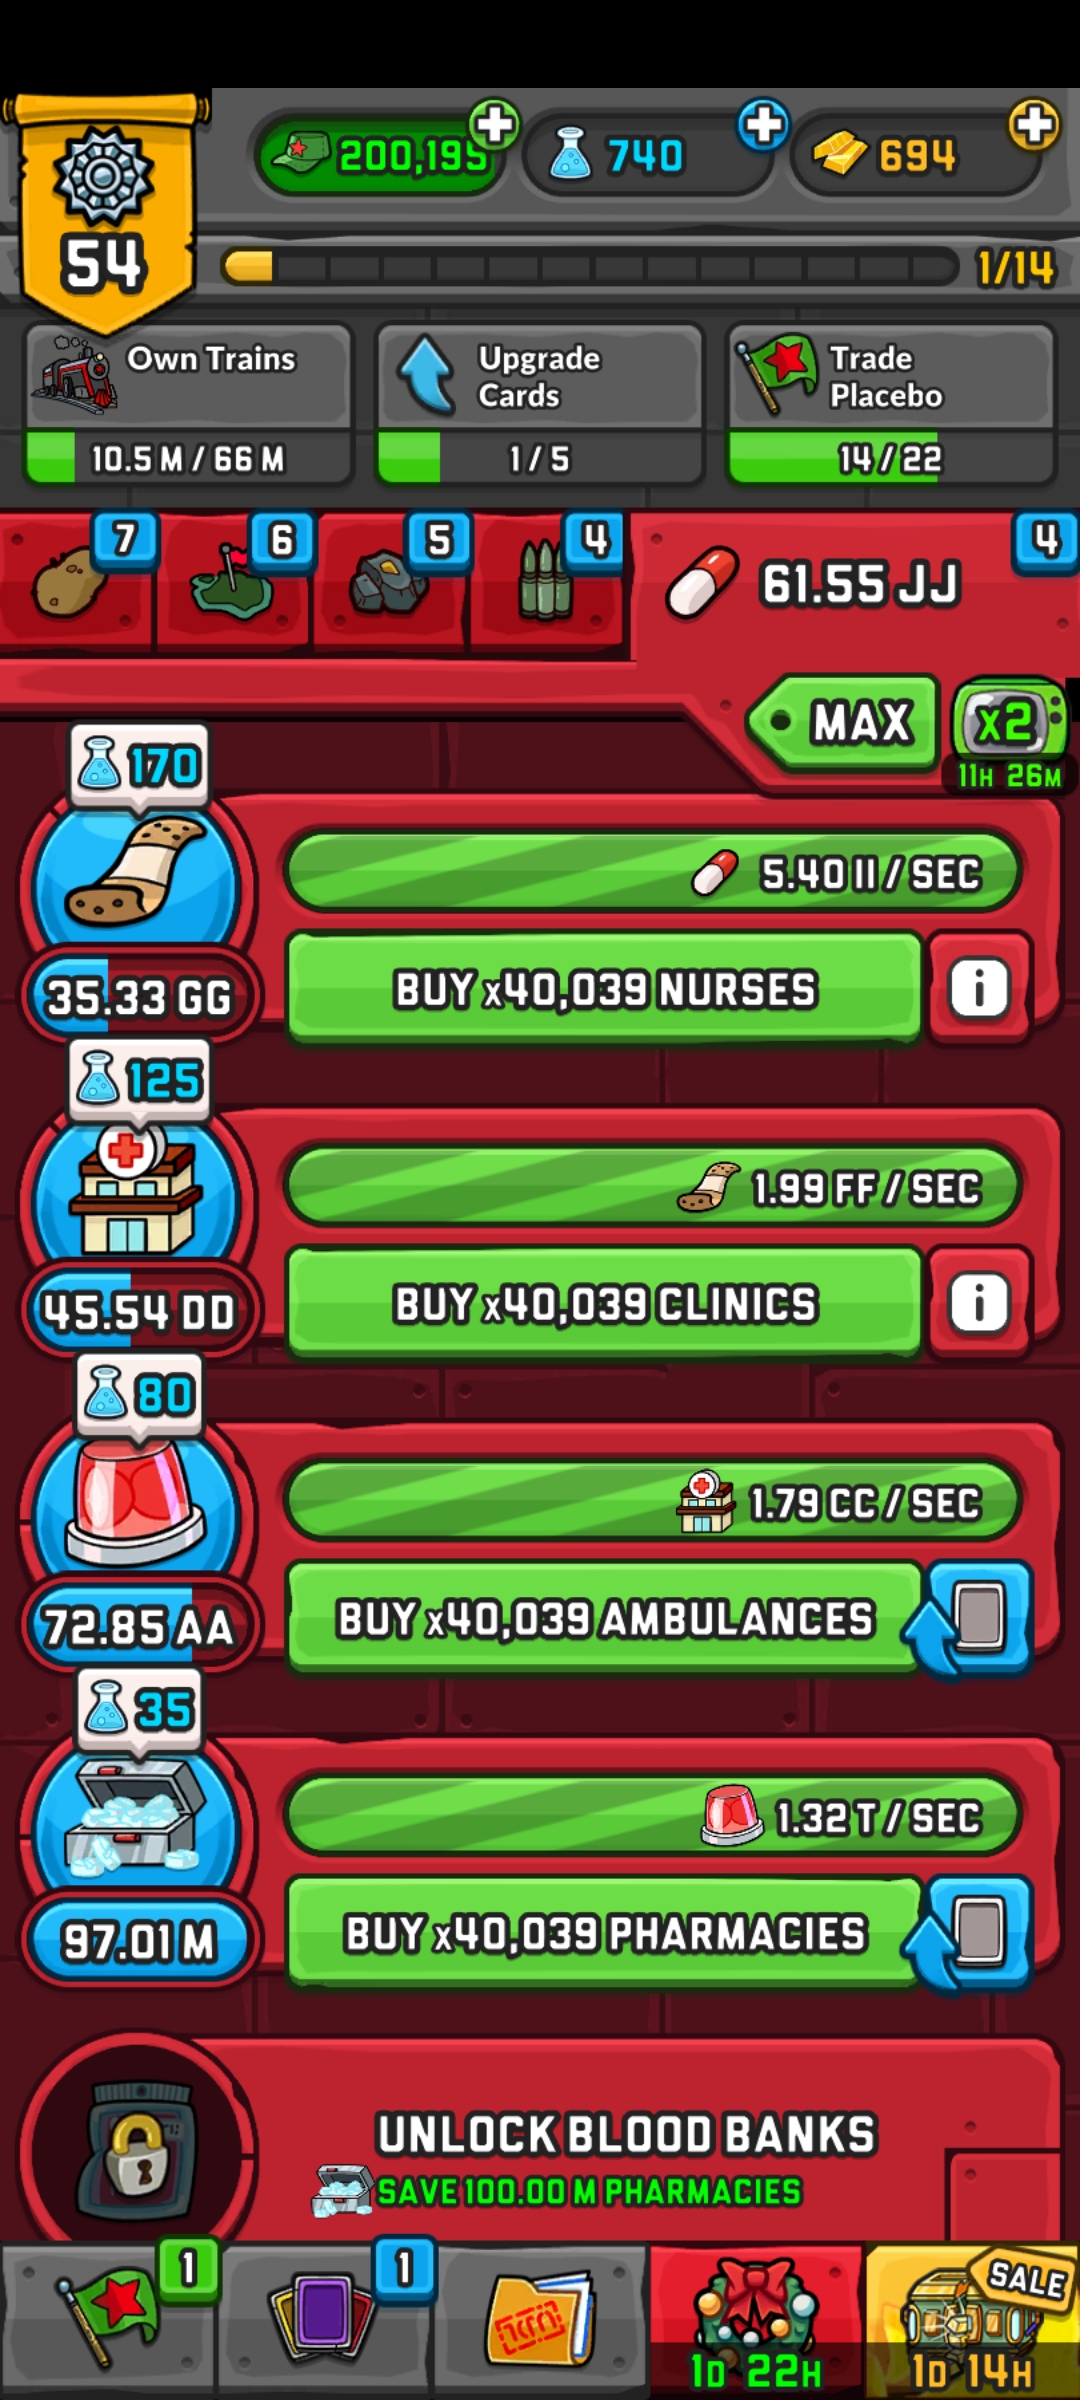 54
200,195
740
694
1/14
Own Trains
10.5 M / 66 M
Upgrade
Cards
1 / 5
Trade
Placebo
14 / 22
7
6
5
4
61.55 JJ
4
MAX
x2
11H 26M
170
5.40 II / SEC
35.33 GG
BUY x40,039 NURSES
i
125
1.99 FF / SEC
45.54 DD
BUY x40,039 CLINICS
i
80
1.79 CC / SEC
72.85 AA
BUY x40,039 AMBULANCES
35
1.32 T / SEC
97.01 M
BUY x40,039 PHARMACIES
UNLOCK BLOOD BANKS
SAVE 100.00 M PHARMACIES
1
1
1D 22H
SALE
1D 14H